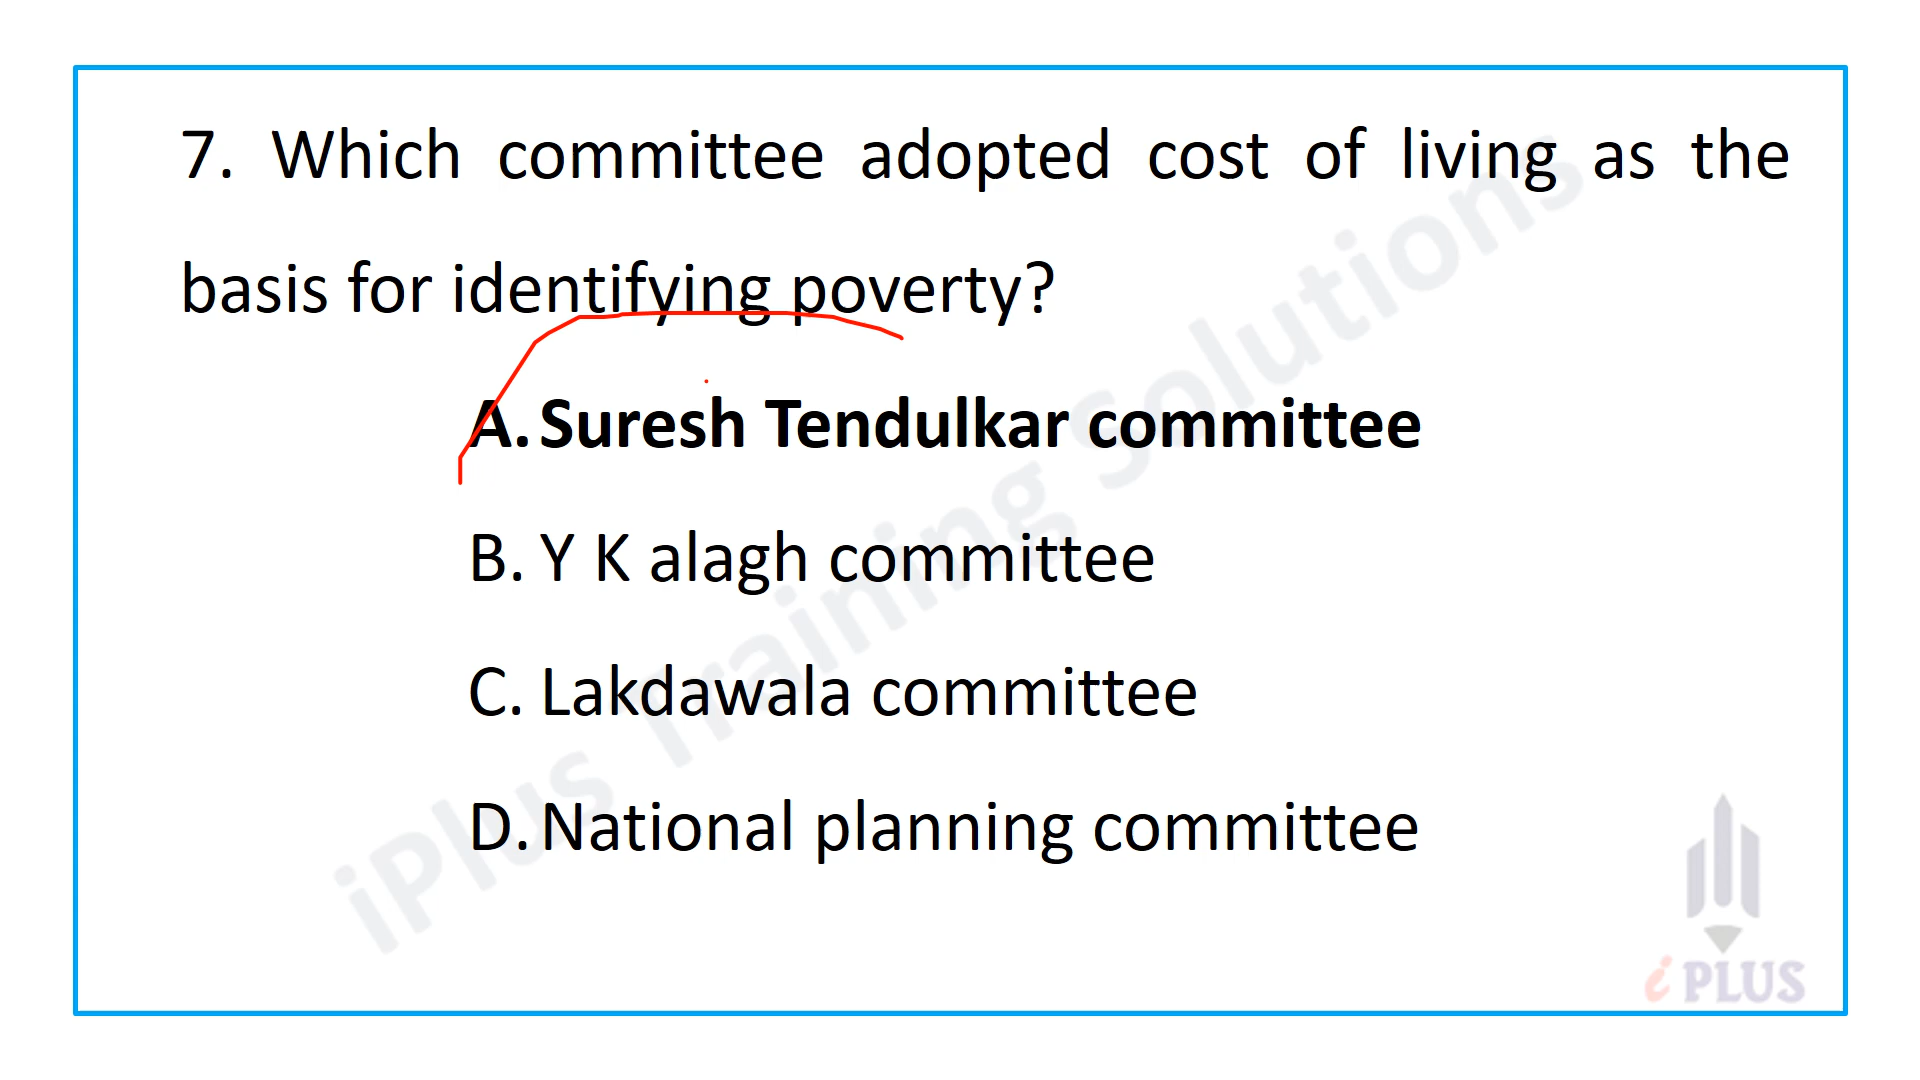 7. Which committee adopted cost of living as the
basis for identifying poverty?
A. Suresh Tendulkar committee
B. Y K alagh committee
C. Lakdawala committee
D. National planning committee
iPlus Training Solutions
iPLUS